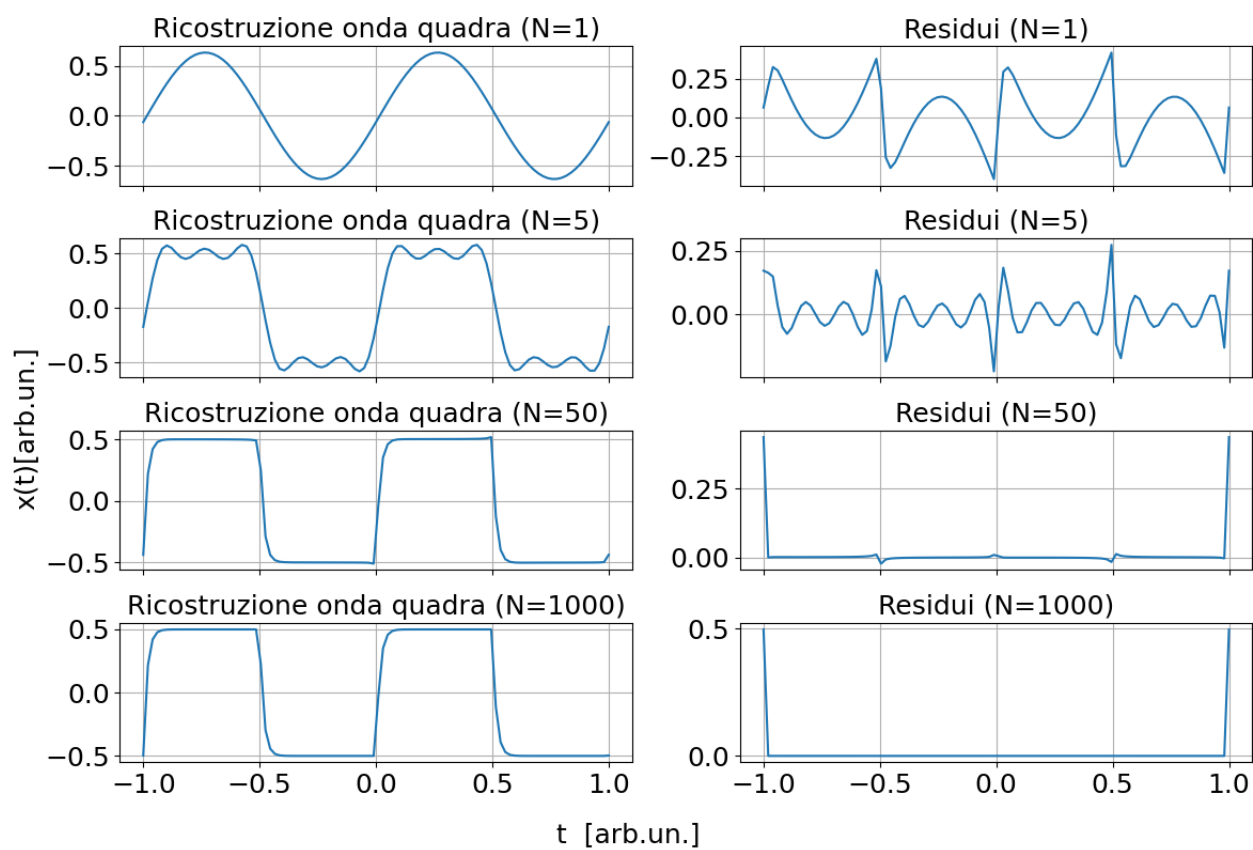 Ricostruzione onda quadra (N=1)
0.5
0.0
−0.5
Residui (N=1)
0.25
0.00
−0.25
Ricostruzione onda quadra (N=5)
0.5
0.0
−0.5
Residui (N=5)
0.25
0.00
x(t)[arb.un.]
Ricostruzione onda quadra (N=50)
0.5
0.0
−0.5
Residui (N=50)
0.25
0.00
Ricostruzione onda quadra (N=1000)
0.5
0.0
−0.5
−1.0 −0.5 0.0 0.5 1.0
Residui (N=1000)
0.5
0.0
−1.0 −0.5 0.0 0.5 1.0
t [arb.un.]